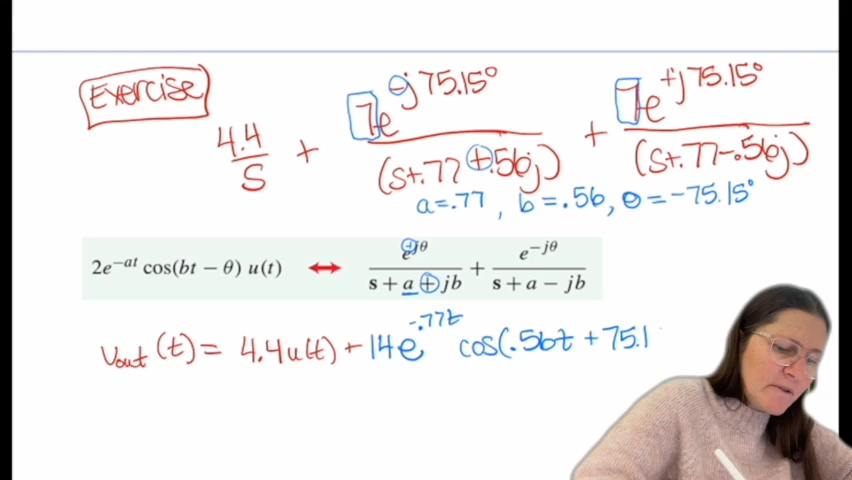 Exercise
4.4/s + 7e^-j75.15° / (s+.77 + .56j) + 7e^+j75.15° / (s+.77 - .56j)
a = .77, b = .56, θ = -75.15°
2e^−at cos(bt − θ) u(t) ↔ e^jθ / s + a + jb + e^−jθ / s + a − jb
Vout (t) = 4.4u(t) + 14e^-.77t cos(.56t + 75.1